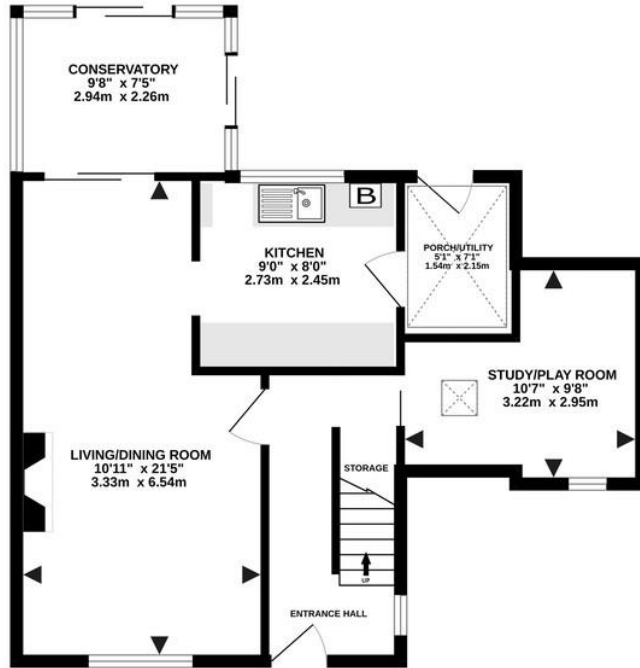 CONSERVATORY
9'8" x 7'5"
2.94m x 2.26m
KITCHEN
9'0" x 8'0"
2.73m x 2.45m
B
PORCH/UTILITY
5'1" x 7'1"
1.54m x 2.15m
STUDY/PLAY ROOM
10'7" x 9'8"
3.22m x 2.95m
LIVING/DINING ROOM
10'11" x 21'5"
3.33m x 6.54m
STORAGE
UP
ENTRANCE HALL